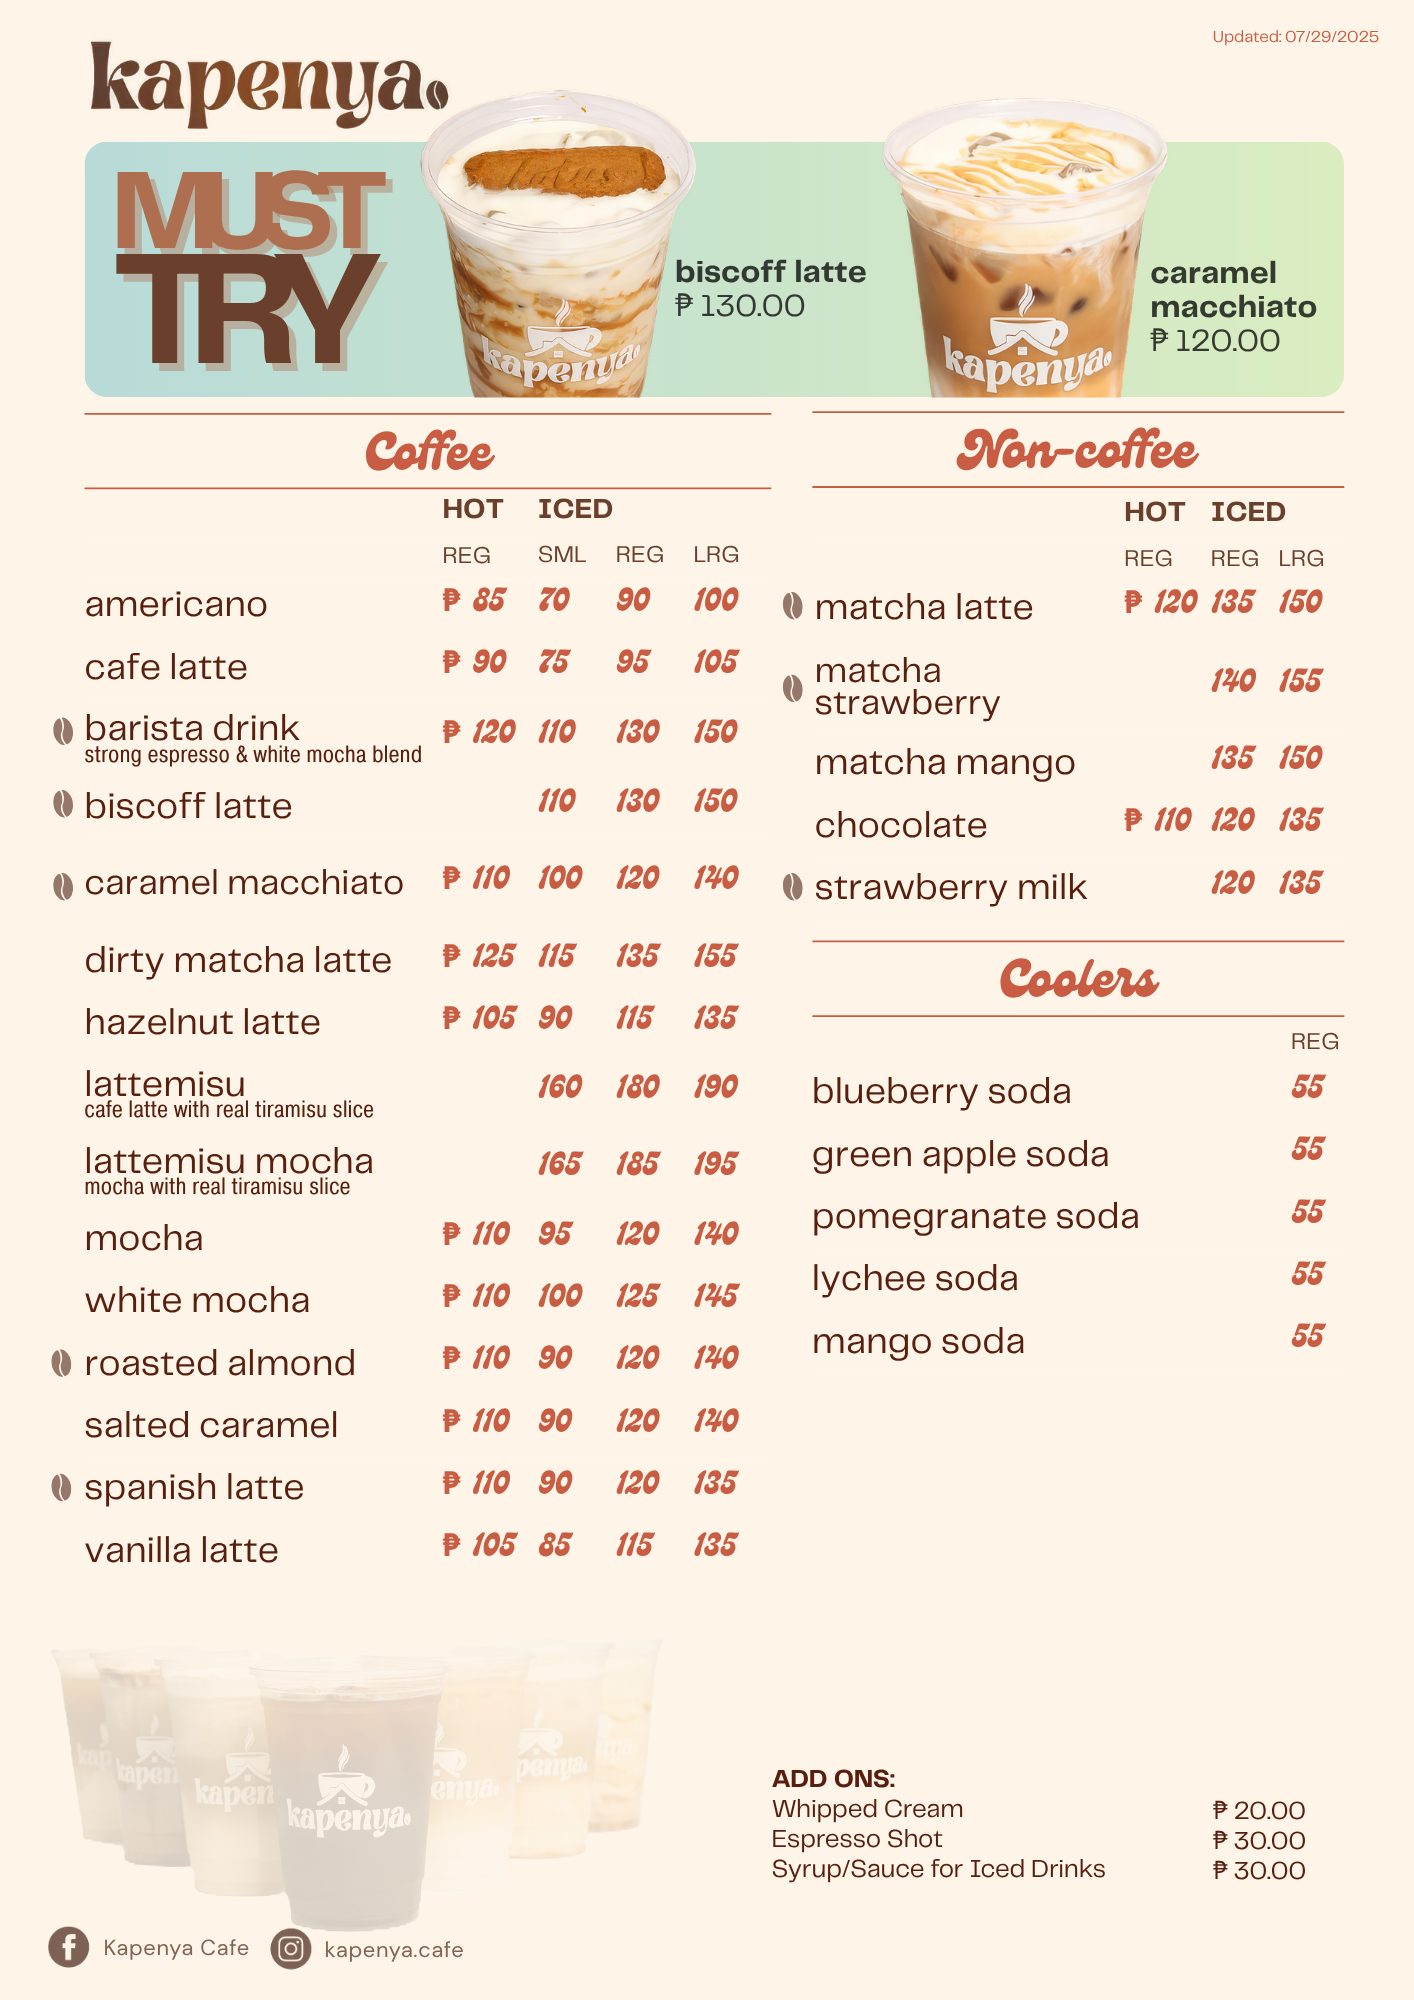 Updated: 07/29/2025
kapenya.
MUST
TRY
biscoff latte
₱ 130.00
caramel
macchiato
₱ 120.00
kapenya.
kapenya.
Coffee
HOT ICED
REG SML REG LRG
americano ₱ 85 70 90 100
cafe latte ₱ 90 75 95 105
barista drink ₱ 120 110 130 150
strong espresso & white mocha blend
biscoff latte 110 130 150
caramel macchiato ₱ 110 100 120 140
dirty matcha latte ₱ 125 115 135 155
hazelnut latte ₱ 105 90 115 135
lattemisu 160 180 190
cafe latte with real tiramisu slice
lattemisu mocha 165 185 195
mocha with real tiramisu slice
mocha ₱ 110 95 120 140
white mocha ₱ 110 100 125 145
roasted almond ₱ 110 90 120 140
salted caramel ₱ 110 90 120 140
spanish latte ₱ 110 90 120 135
vanilla latte ₱ 105 85 115 135
Non-coffee
HOT ICED
REG REG LRG
matcha latte ₱ 120 135 150
matcha
strawberry 140 155
matcha mango 135 150
chocolate ₱ 110 120 135
strawberry milk 120 135
Coolers
REG
blueberry soda 55
green apple soda 55
pomegranate soda 55
lychee soda 55
mango soda 55
kapenya.
ADD ONS:
Whipped Cream ₱ 20.00
Espresso Shot ₱ 30.00
Syrup/Sauce for Iced Drinks ₱ 30.00
Kapenya Cafe kapenya.cafe